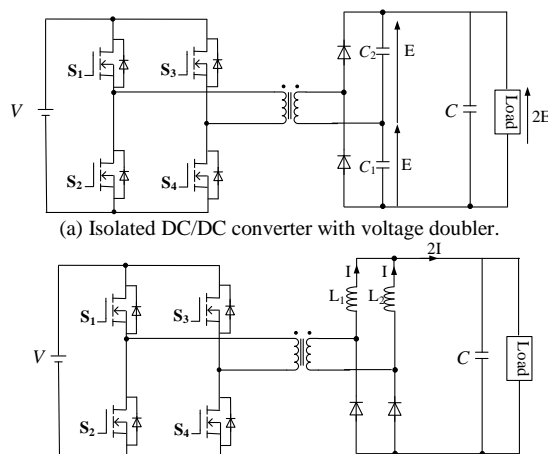 V
S1
S2
S3
S4
C2
C1
E
E
C
Load
2E
(a) Isolated DC/DC converter with voltage doubler.
V
S1
S2
S3
S4
I
I
2I
L1
L2
C
Load